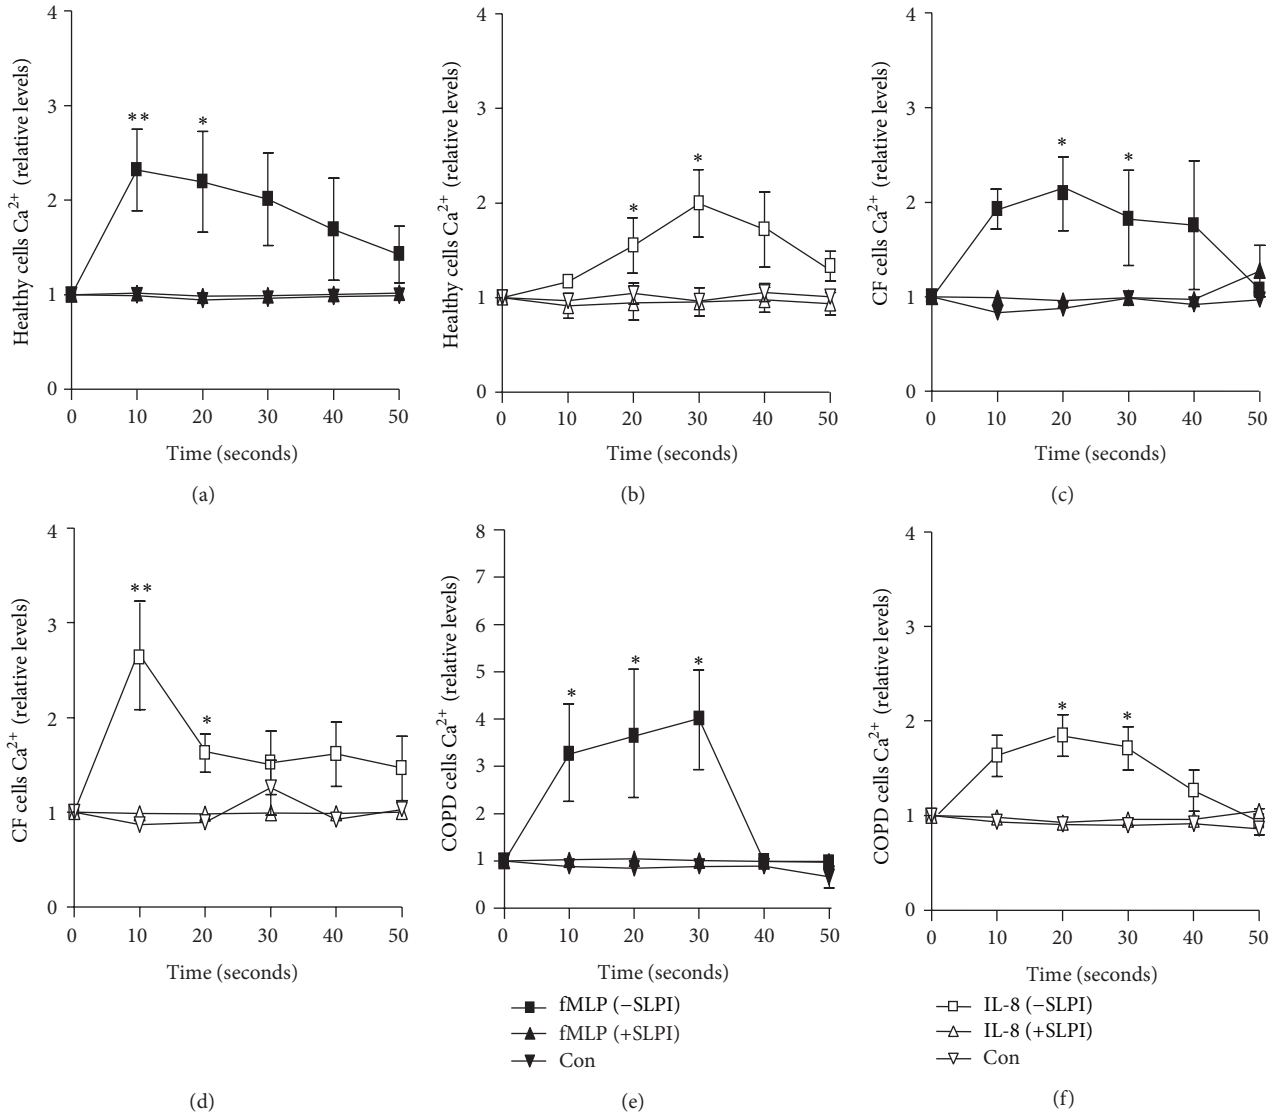 4
3
2
1
0
Healthy cells Ca2+ (relative levels)
**
*
0 10 20 30 40 50
Time (seconds)
(a)
4
3
2
1
0
Healthy cells Ca2+ (relative levels)
*
*
0 10 20 30 40 50
Time (seconds)
(b)
4
3
2
1
0
CF cells Ca2+ (relative levels)
*
*
0 10 20 30 40 50
Time (seconds)
(c)
4
3
2
1
0
CF cells Ca2+ (relative levels)
**
*
0 10 20 30 40 50
Time (seconds)
(d)
8
7
6
5
4
3
2
1
0
COPD cells Ca2+ (relative levels)
*
*
*
0 10 20 30 40 50
Time (seconds)
fMLP (−SLPI)
fMLP (+SLPI)
Con
(e)
4
3
2
1
0
COPD cells Ca2+ (relative levels)
*
*
0 10 20 30 40 50
Time (seconds)
IL-8 (−SLPI)
IL-8 (+SLPI)
Con
(f)